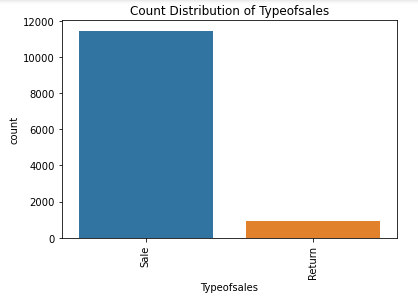 Count Distribution of Typeofsales
12000
10000
8000
6000
4000
2000
0
count
Sale
Return
Typeofsales